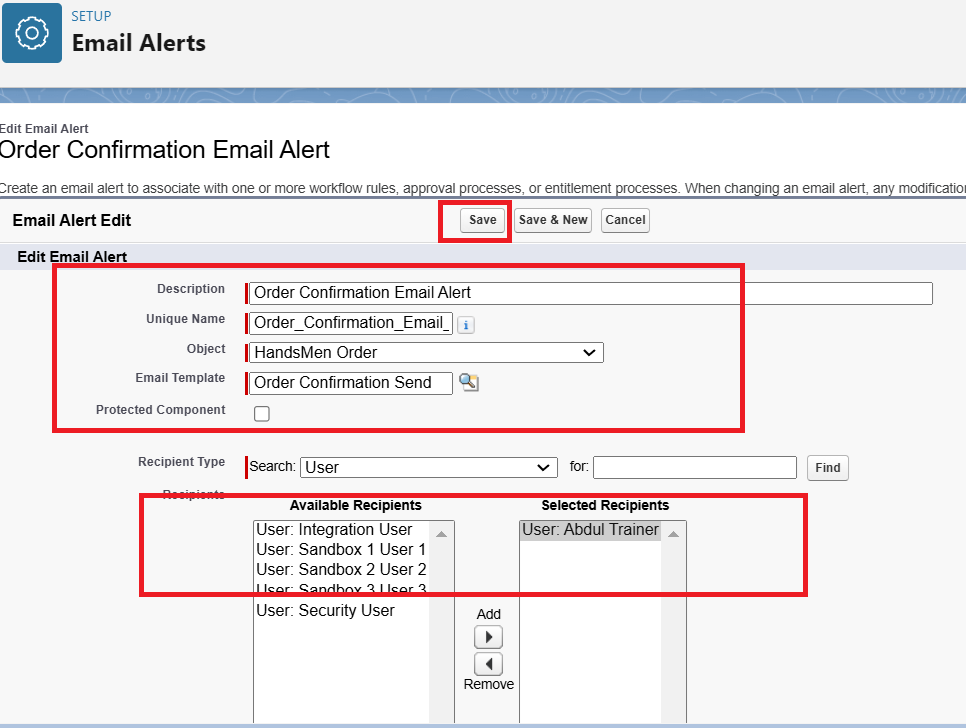 SETUP
Email Alerts
Edit Email Alert
Order Confirmation Email Alert
Create an email alert to associate with one or more workflow rules, approval processes, or entitlement processes. When changing an email alert, any modification
Email Alert Edit Save Save & New Cancel
Edit Email Alert
Description Order Confirmation Email Alert
Unique Name Order_Confirmation_Email_ i
Object HandsMen Order
Email Template Order Confirmation Send
Protected Component
Recipient Type Search: User for: Find
Recipients
Available Recipients Selected Recipients
User: Integration User User: Abdul Trainer
User: Sandbox 1 User 1
User: Sandbox 2 User 2
User: Sandbox 3 User 3
User: Security User
Add
Remove